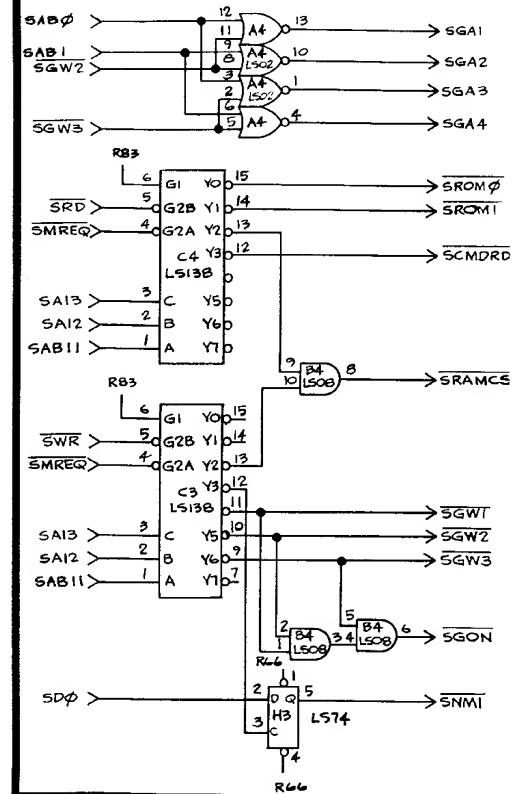 SABØ 12 A4 13 SGA1
11
SAB1 9 A4 LS02 10 SGA2
SGW2 8
3 A4 LS02 1 SGA3
2
6 A4 4 SGA4
SGW3 5
R83
6 G1 Y0 15 SROMØ
SRD 5 G2B Y1 14 SROM1
SMREQ 4 G2A Y2 13
Y3 12 SCMDRD
C4
LS138
SA13 3 C Y5
SA12 2 B Y6
SAB11 1 A Y7
9 B4 LS08 8 SRAMCS
10
R83
6 G1 Y0 15
SWR 5 G2B Y1 14
SMREQ 4 G2A Y2 13
Y3 12
C3
LS138 11 SGW1
SA13 3 C Y5 10 SGW2
SA12 2 B Y6 9 SGW3
SAB11 1 A Y7 7
5 B4 LS08 6 SGON
2 B4 LS08 3 4
1
R66
1
SDØ 2 D Q 5 SNMI
H3 LS74
3 C
4
R66